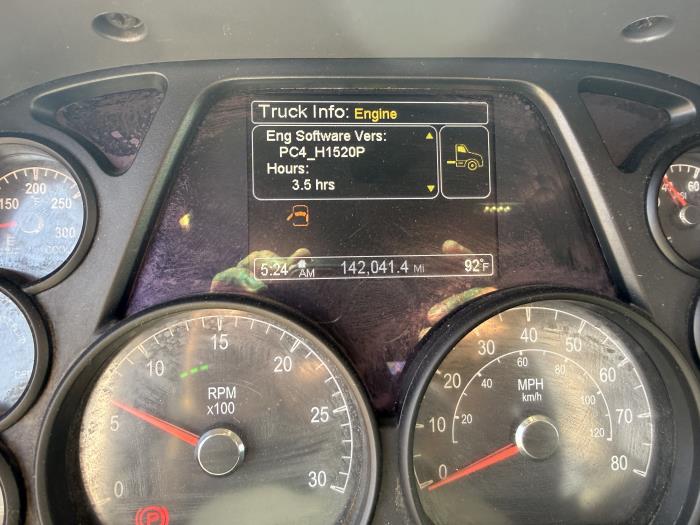 Truck Info: Engine
Eng Software Vers:
PC4_H1520P
Hours:
3.5 hrs
5:24 AM 142,041.4 MI 92°F
150 200 250 300
°F
E
60
5 10 15 20 25 30
0
RPM
x100
0 10 20 30 40 50 60 70 80
20 40 60 80 100 120
MPH
km/h
P